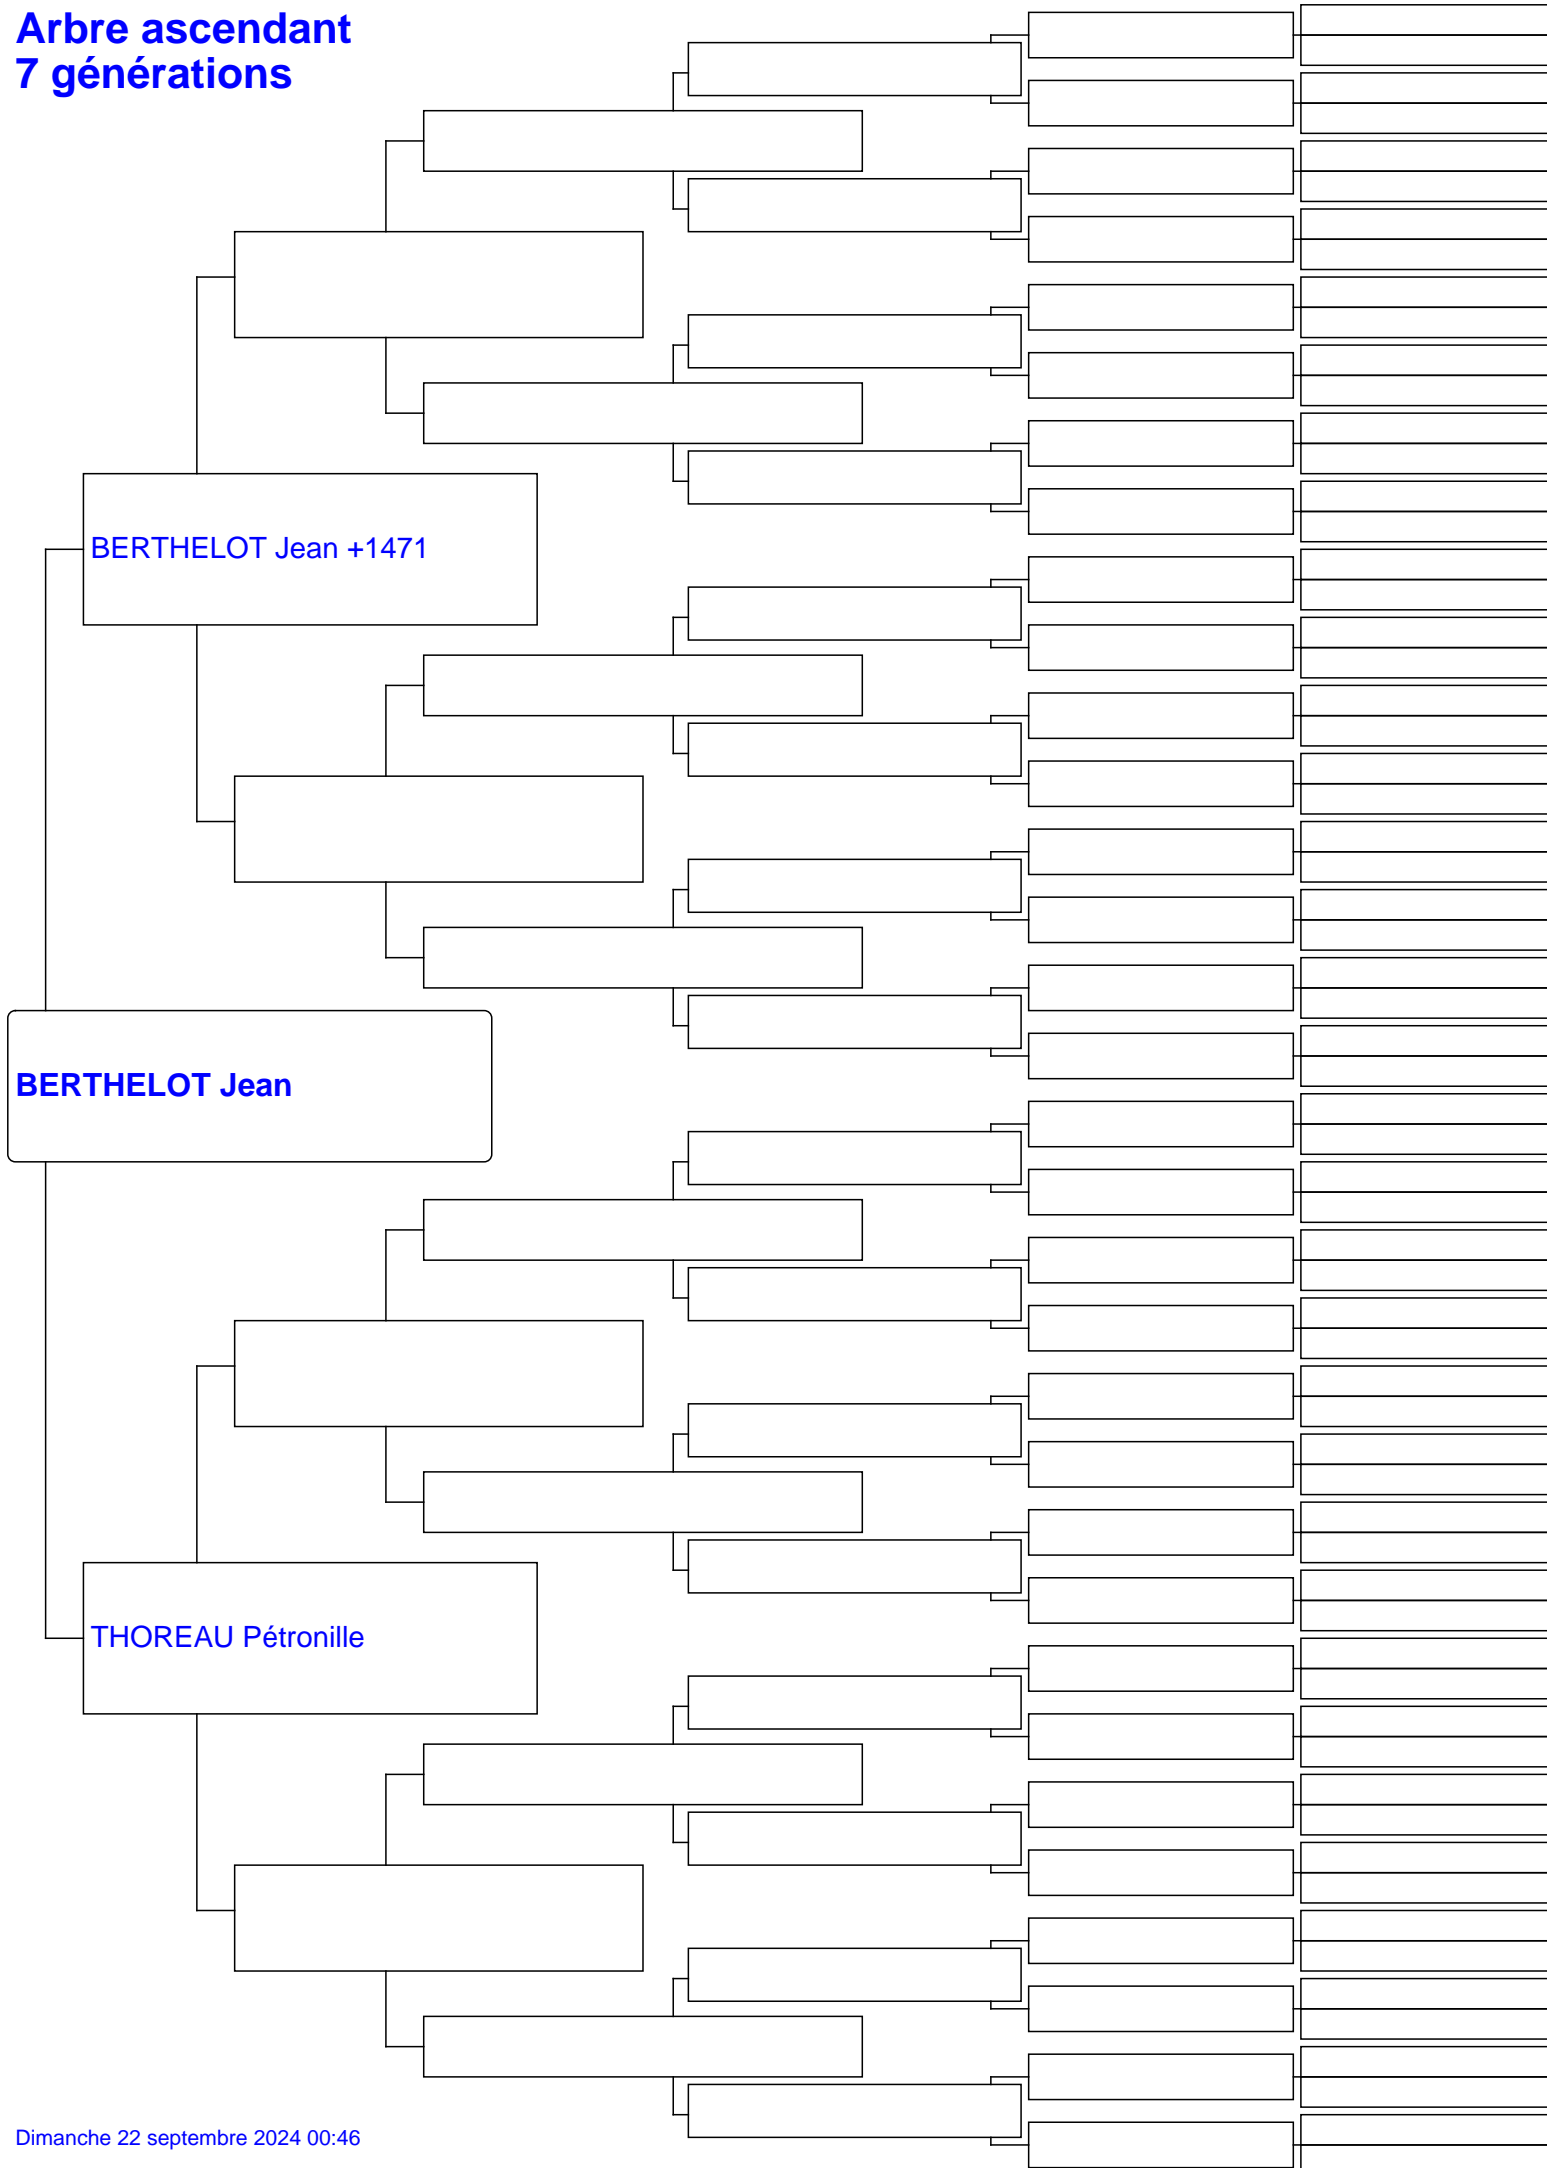 Arbre ascendant
7 générations
BERTHELOT Jean +1471
BERTHELOT Jean
THOREAU Pétronille
Dimanche 22 septembre 2024 00:46